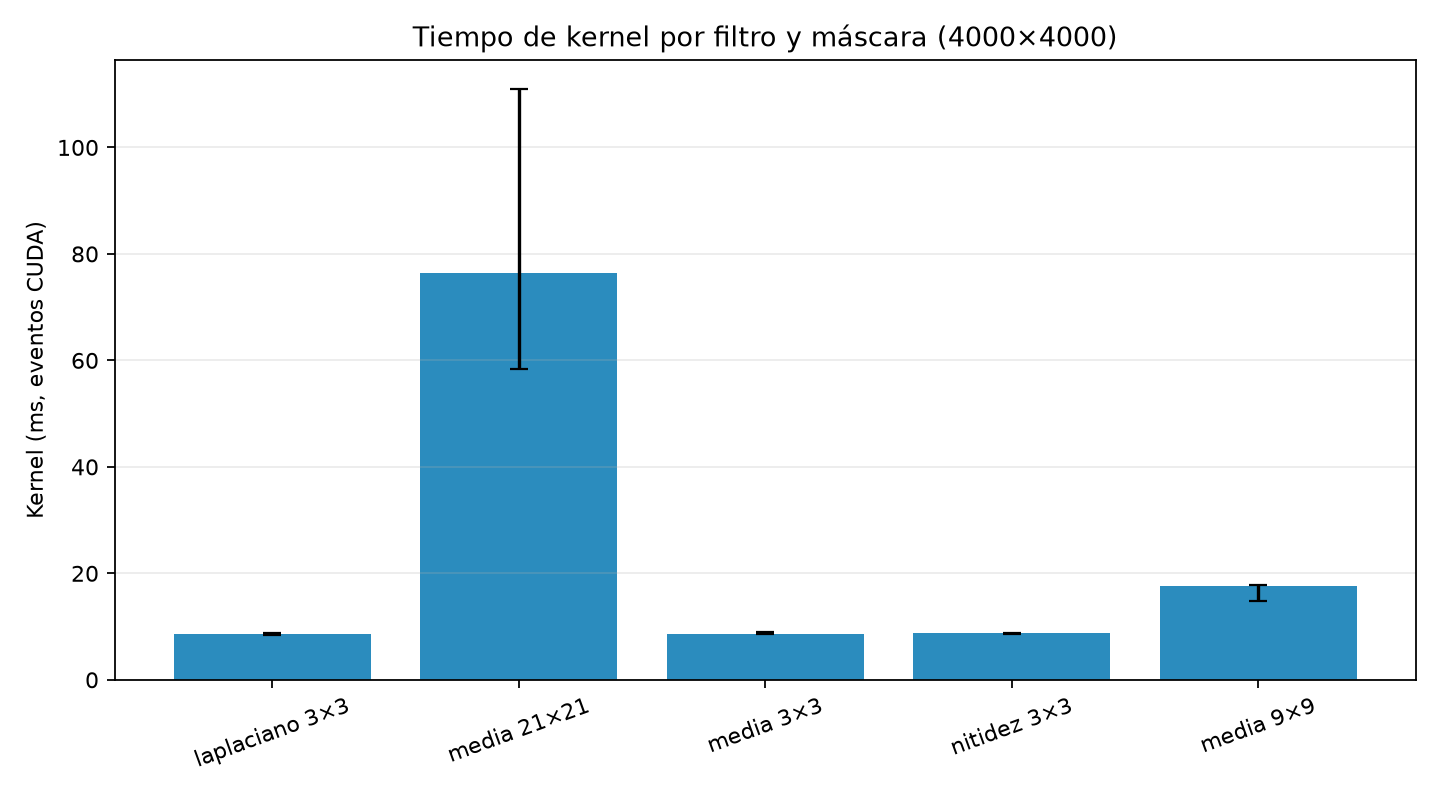 Tiempo de kernel por filtro y máscara (4000×4000)
Kernel (ms, eventos CUDA)
100
80
60
40
20
0
laplaciano 3×3
media 21×21
media 3×3
nitidez 3×3
media 9×9